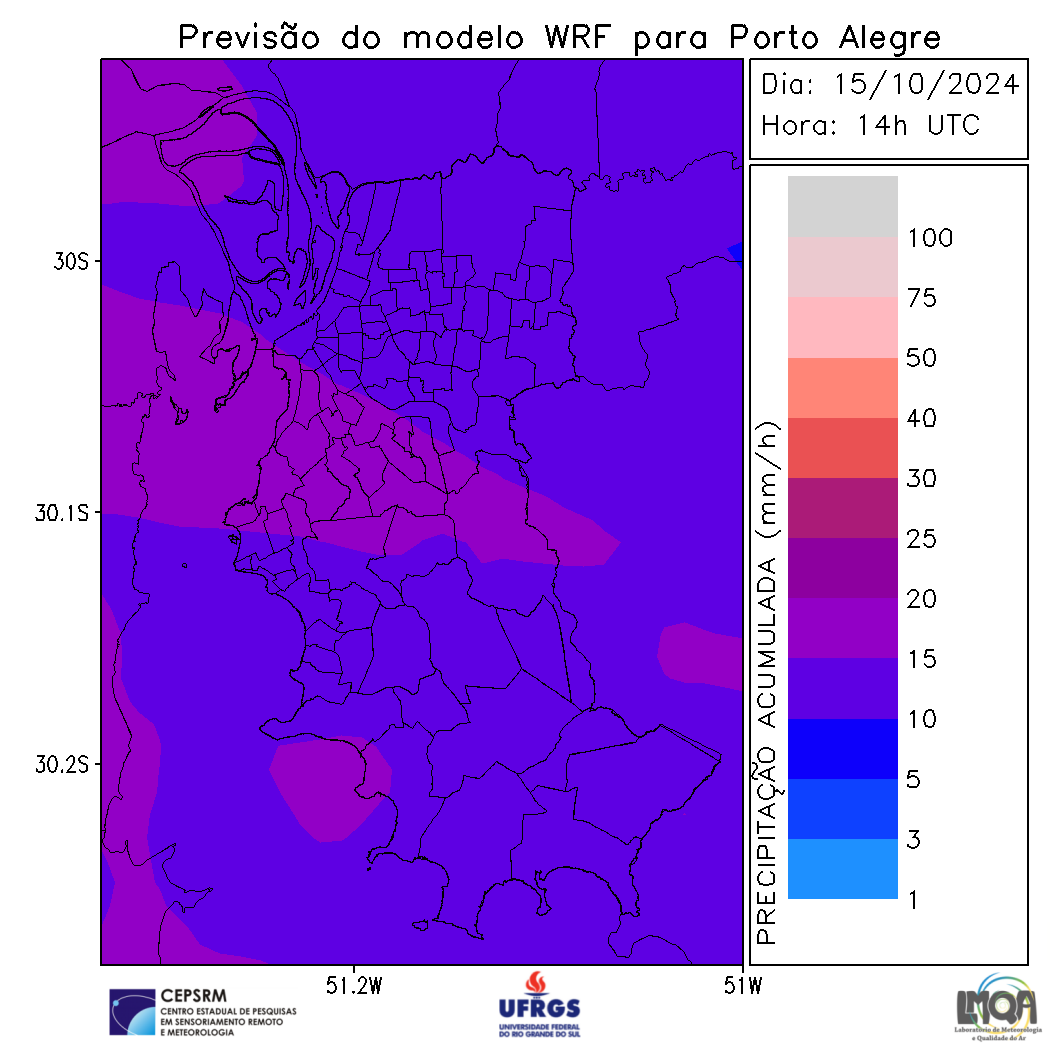 Previsão do modelo WRF para Porto Alegre
Dia: 15/10/2024
Hora: 14h UTC
30S
30.1S
30.2S
51.2W
51W
PRECIPITAÇÃO ACUMULADA (mm/h)
100
75
50
40
30
25
20
15
10
5
3
1
CEPSRM
CENTRO ESTADUAL DE PESQUISAS
EM SENSORIAMENTO REMOTO
E METEOROLOGIA
UFRGS
UNIVERSIDADE FEDERAL
DO RIO GRANDE DO SUL
LMQA
Laboratório de Meteorologia
e Qualidade do Ar